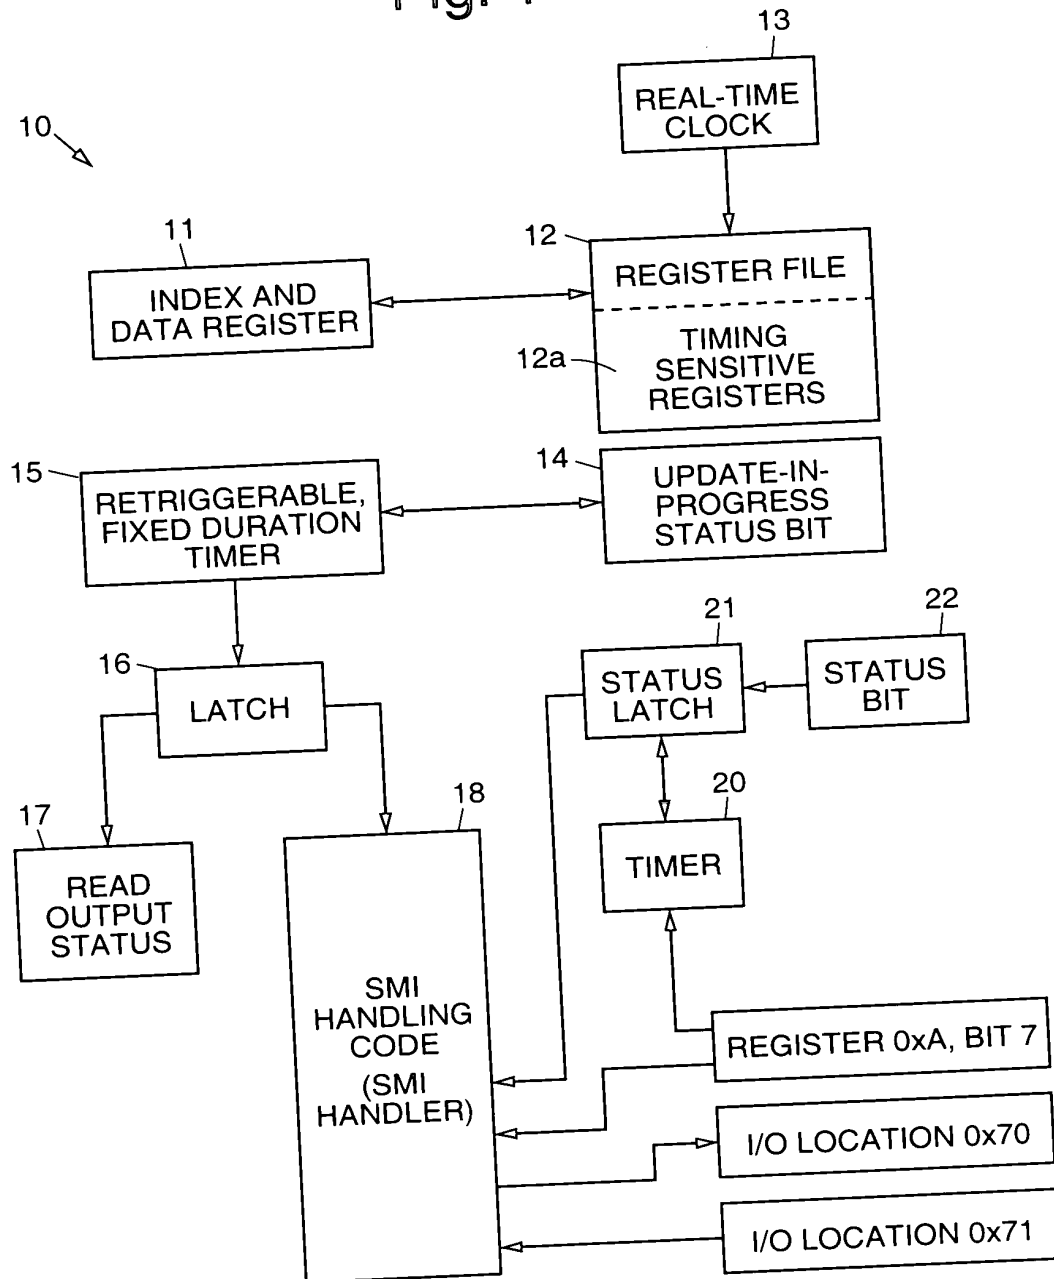 13
REAL-TIME
CLOCK
10
11
12
REGISTER FILE
INDEX AND
DATA REGISTER
12a
TIMING
SENSITIVE
REGISTERS
15
14
RETRIGGERABLE,
FIXED DURATION
TIMER
UPDATE-IN-
PROGRESS
STATUS BIT
16
LATCH
21
STATUS
LATCH
22
STATUS
BIT
17
READ
OUTPUT
STATUS
18
20
TIMER
SMI
HANDLING
CODE
(SMI
HANDLER)
REGISTER 0xA, BIT 7
I/O LOCATION 0x70
I/O LOCATION 0x71